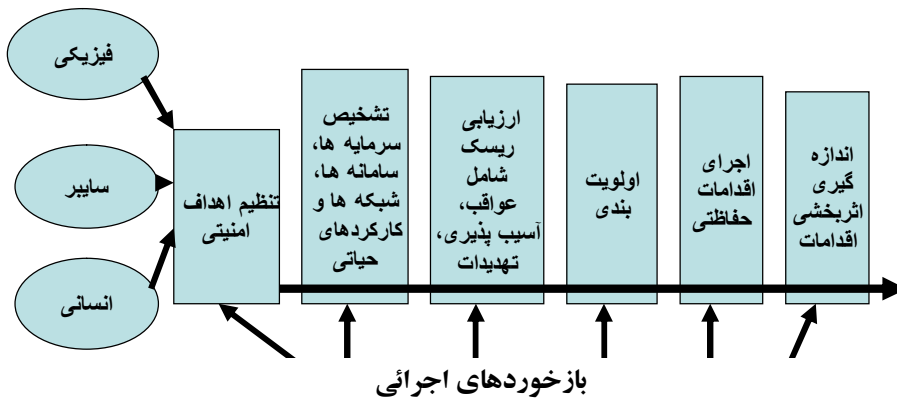 فیزیکی
سایبر
انسانی
تنظیم اهداف
امنیتی
تشخیص
سرمایه ها،
سامانه ها،
شبکه ها و
کارکردهای
حیاتی
ارزیابی
ریسک
شامل
عواقب،
آسیب پذیری،
تهدیدات
اولویت
بندی
اجرای
اقدامات
حفاظتی
اندازه
گیری
اثربخشی
اقدامات
بازخوردهای اجرائی